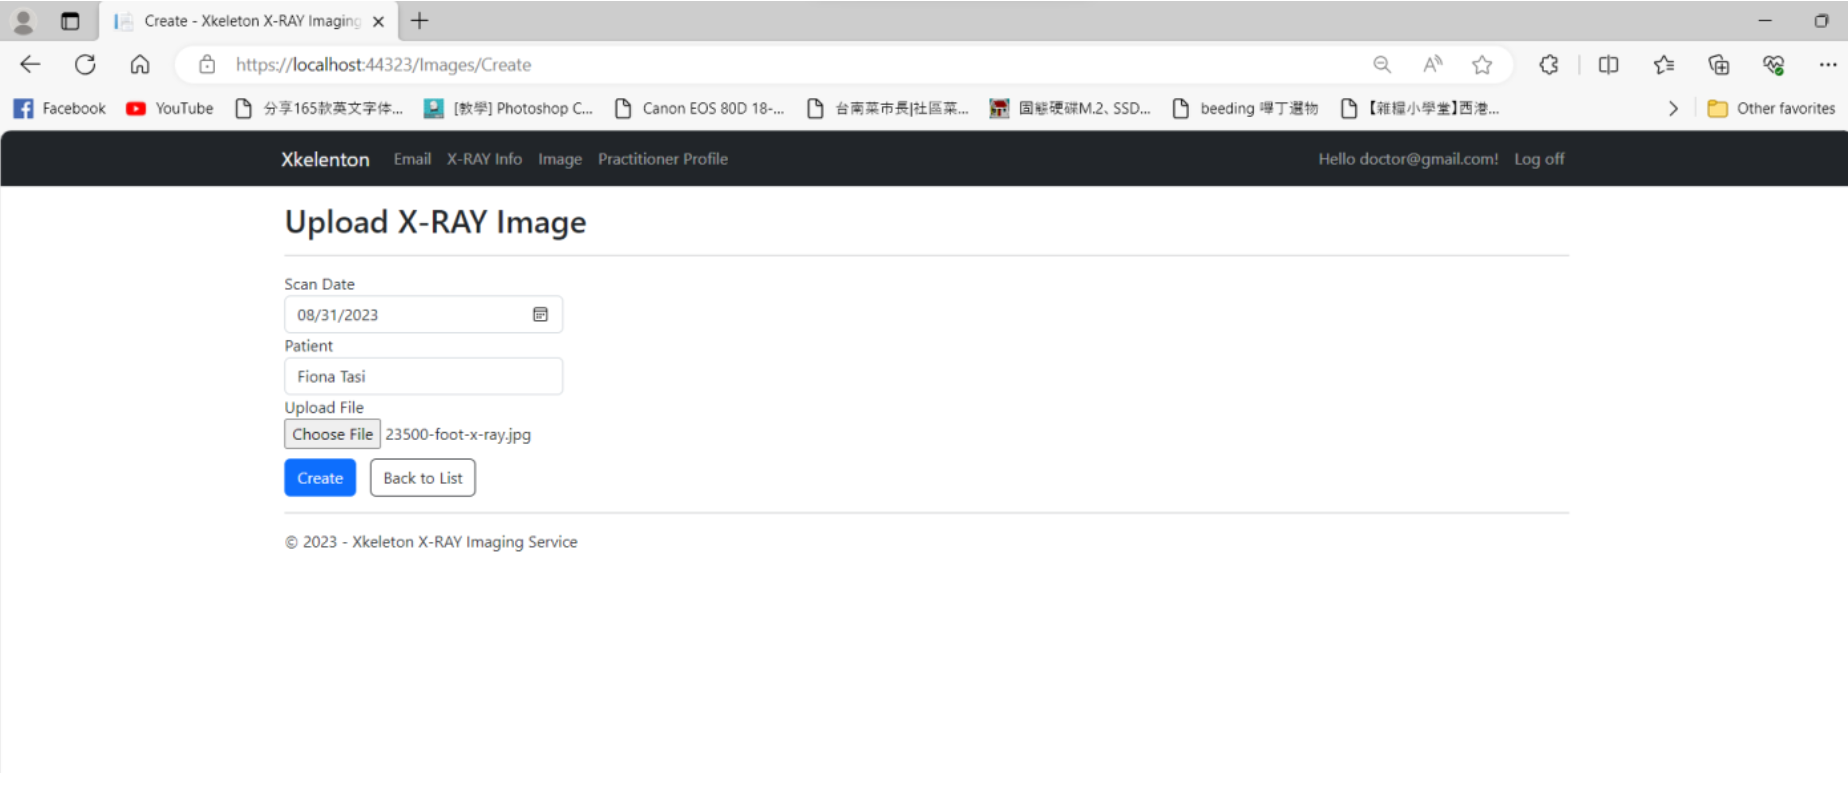 Create - Xkeleton X-RAY Imaging
https://localhost:44323/Images/Create
Facebook YouTube 分享165款英文字体... [教學] Photoshop C... Canon EOS 80D 18-... 台南菜市長|社區菜... 固態硬碟M.2、SSD... beeding 嗶丁選物 【雜糧小學堂】西港... Other favorites
Xkelenton Email X-RAY Info Image Practitioner Profile Hello doctor@gmail.com! Log off
Upload X-RAY Image
Scan Date
08/31/2023
Patient
Fiona Tasi
Upload File
Choose File 23500-foot-x-ray.jpg
Create Back to List
© 2023 - Xkeleton X-RAY Imaging Service